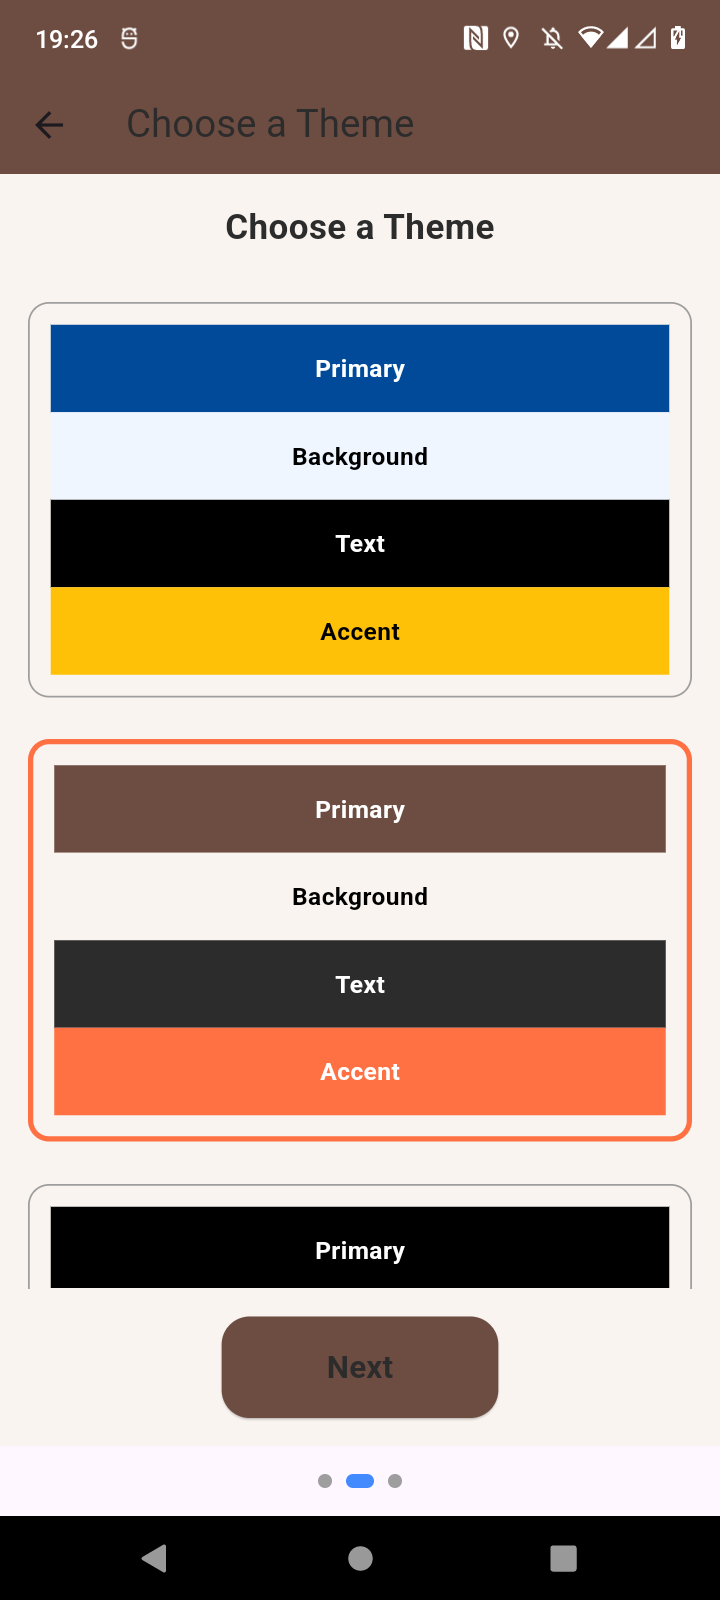 19:26
Choose a Theme
Choose a Theme
Primary
Background
Text
Accent
Primary
Background
Text
Accent
Primary
Next